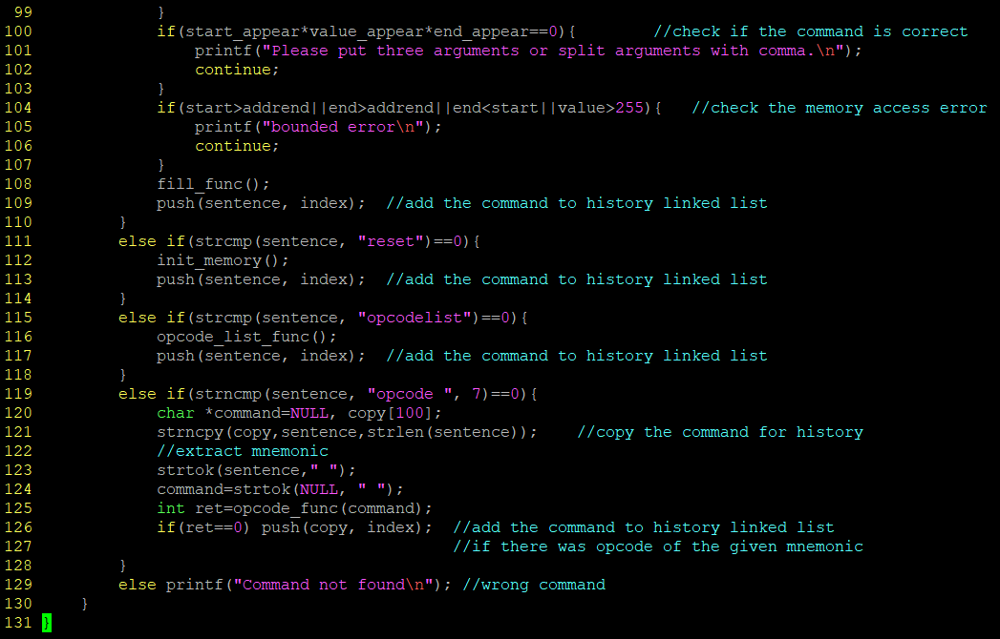 99             }
100             if(start_appear*value_appear*end_appear==0){        //check if the command is correct
101                 printf("Please put three arguments or split arguments with comma.\n");
102                 continue;
103             }
104             if(start>addrend||end>addrend||end<start||value>255){   //check the memory access error
105                 printf("bounded error\n");
106                 continue;
107             }
108             fill_func();
109             push(sentence, index);  //add the command to history linked list
110         }
111         else if(strcmp(sentence, "reset")==0){
112             init_memory();
113             push(sentence, index);  //add the command to history linked list
114         }
115         else if(strcmp(sentence, "opcodelist")==0){
116             opcode_list_func();
117             push(sentence, index);  //add the command to history linked list
118         }
119         else if(strncmp(sentence, "opcode ", 7)==0){
120             char *command=NULL, copy[100];
121             strncpy(copy,sentence,strlen(sentence));    //copy the command for history
122             //extract mnemonic
123             strtok(sentence," ");
124             command=strtok(NULL, " ");
125             int ret=opcode_func(command);
126             if(ret==0) push(copy, index);  //add the command to history linked list
127                                            //if there was opcode of the given mnemonic
128         }
129         else printf("Command not found\n"); //wrong command
130     }
131 }